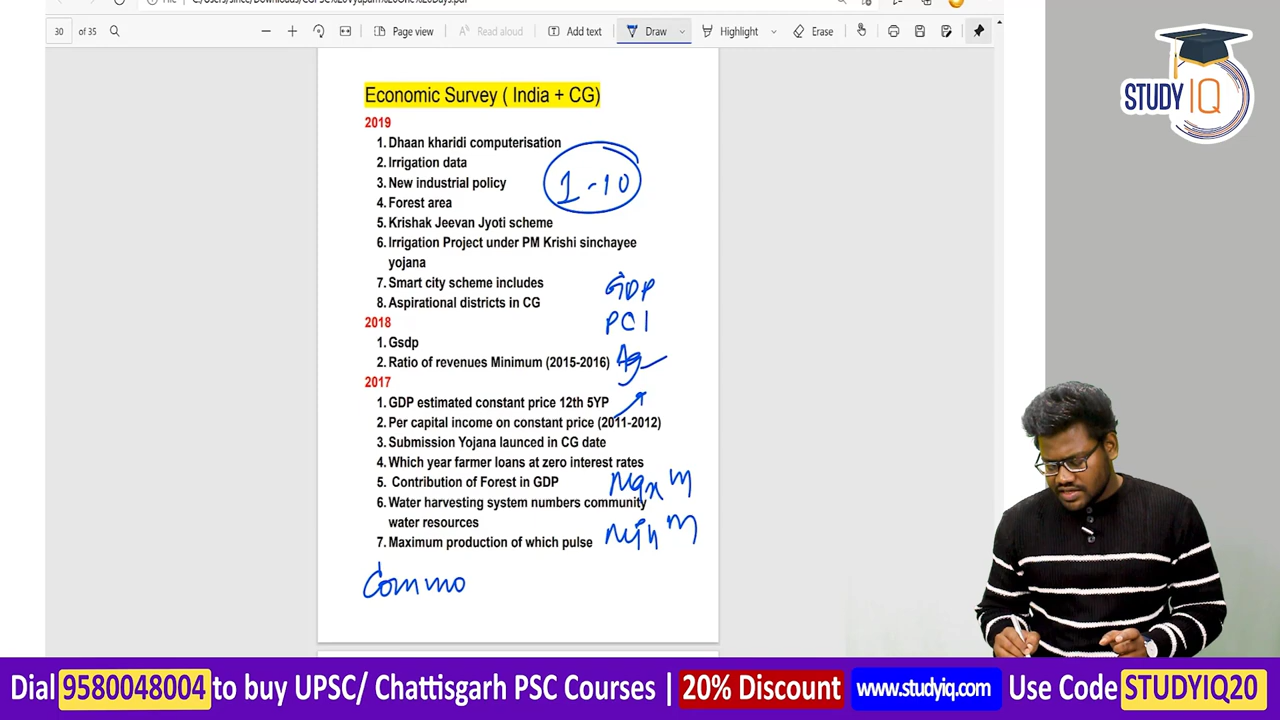 30 of 35 Page view Read aloud Add text Draw Highlight Erase
STUDY IQ
Economic Survey ( India + CG)
2019
1. Dhaan kharidi computerisation
2. Irrigation data
3. New industrial policy
1-10
4. Forest area
5. Krishak Jeevan Jyoti scheme
6. Irrigation Project under PM Krishi sinchayee
yojana
7. Smart city scheme includes
GDP
8. Aspirational districts in CG
2018
PCI
1. Gsdp
2. Ratio of revenues Minimum (2015-2016)
Ag
2017
1. GDP estimated constant price 12th 5YP
2. Per capital income on constant price (2011-2012)
3. Submission Yojana launced in CG date
4. Which year farmer loans at zero interest rates
5. Contribution of Forest in GDP
Max m
6. Water harvesting system numbers community
water resources
7. Maximum production of which pulse
Min m
Commo
Dial 9580048004 to buy UPSC/ Chattisgarh PSC Courses | 20% Discount www.studyiq.com Use Code STUDYIQ20